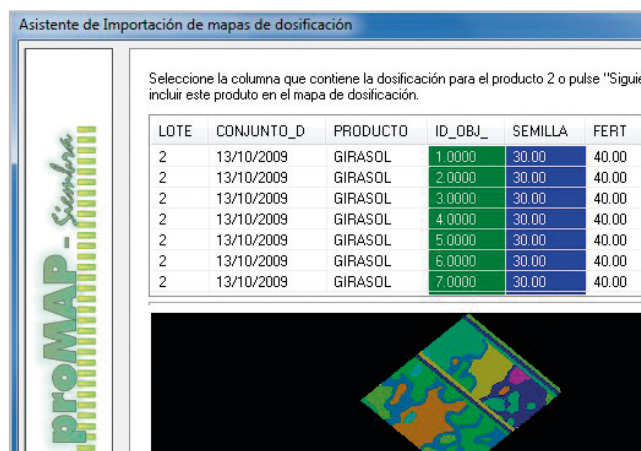 Asistente de Importación de mapas de dosificación
Seleccione la columna que contiene la dosificación para el producto 2 o pulse "Siguie
incluir este produto en el mapa de dosificación.
LOTE CONJUNTO_D PRODUCTO ID_OBJ_ SEMILLA FERT
2 13/10/2009 GIRASOL 1.0000 30.00 40.00
2 13/10/2009 GIRASOL 2.0000 30.00 40.00
2 13/10/2009 GIRASOL 3.0000 30.00 40.00
2 13/10/2009 GIRASOL 4.0000 30.00 40.00
2 13/10/2009 GIRASOL 5.0000 30.00 40.00
2 13/10/2009 GIRASOL 6.0000 30.00 40.00
2 13/10/2009 GIRASOL 7.0000 30.00 40.00
proMAP - Siembra